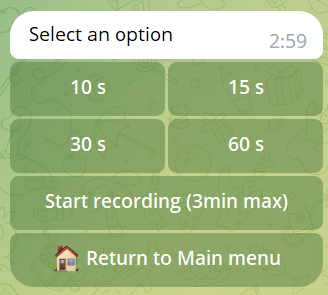 Select an option
2:59
10 s
15 s
30 s
60 s
Start recording (3min max)
🏠 Return to Main menu